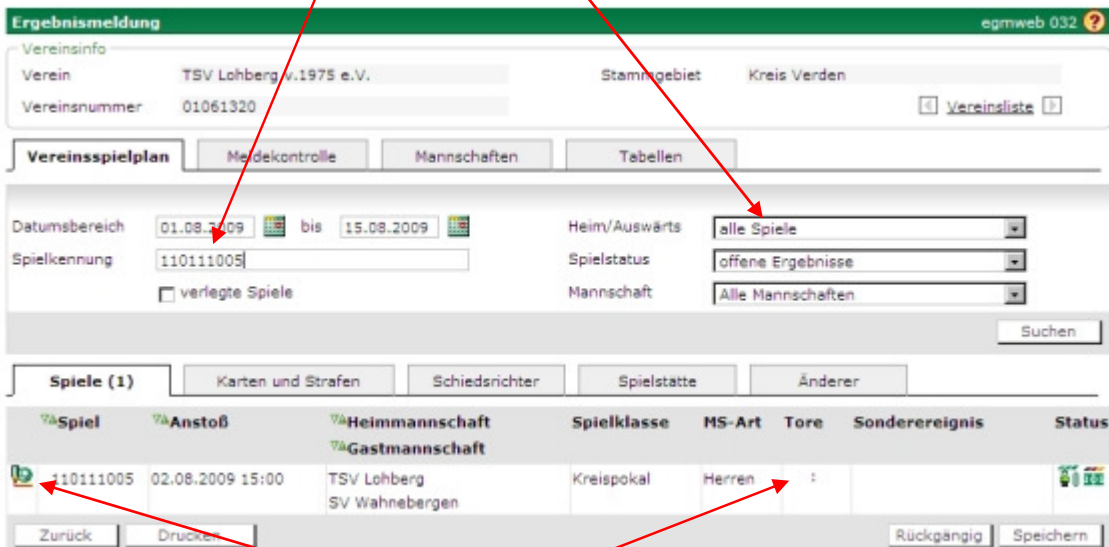 Ergebnismeldung egmweb 032 ?
Vereinsinfo
Verein TSV Lohberg v.1975 e.V. Stammgebiet Kreis Verden
Vereinsnummer 01061320 Vereinsliste
Vereinsspielplan Meldekontrolle Mannschaften Tabellen
Datumsbereich 01.08.2009 bis 15.08.2009 Heim/Auswärts alle Spiele
Spielkennung 110111005 Spielstatus offene Ergebnisse
verlegte Spiele Mannschaft Alle Mannschaften
Suchen
Spiele (1) Karten und Strafen Schiedsrichter Spielstätte Änderer
Spiel Anstoß Heimmannschaft Spielklasse MS-Art Tore Sonderereignis Status
Gastmannschaft
110111005 02.08.2009 15:00 TSV Lohberg Kreispokal Herren :
SV Wahnebergen
Zurück Drucken Rückgängig Speichern